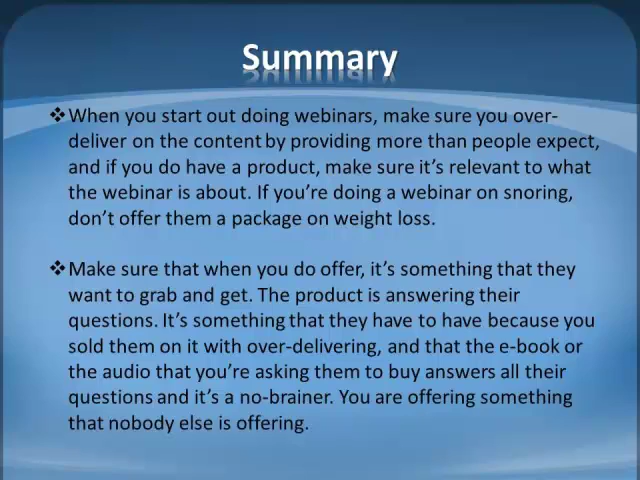 Summary
❖When you start out doing webinars, make sure you over-
deliver on the content by providing more than people expect,
and if you do have a product, make sure it's relevant to what
the webinar is about. If you're doing a webinar on snoring,
don't offer them a package on weight loss.
❖Make sure that when you do offer, it's something that they
want to grab and get. The product is answering their
questions. It's something that they have to have because you
sold them on it with over-delivering, and that the e-book or
the audio that you're asking them to buy answers all their
questions and it's a no-brainer. You are offering something
that nobody else is offering.